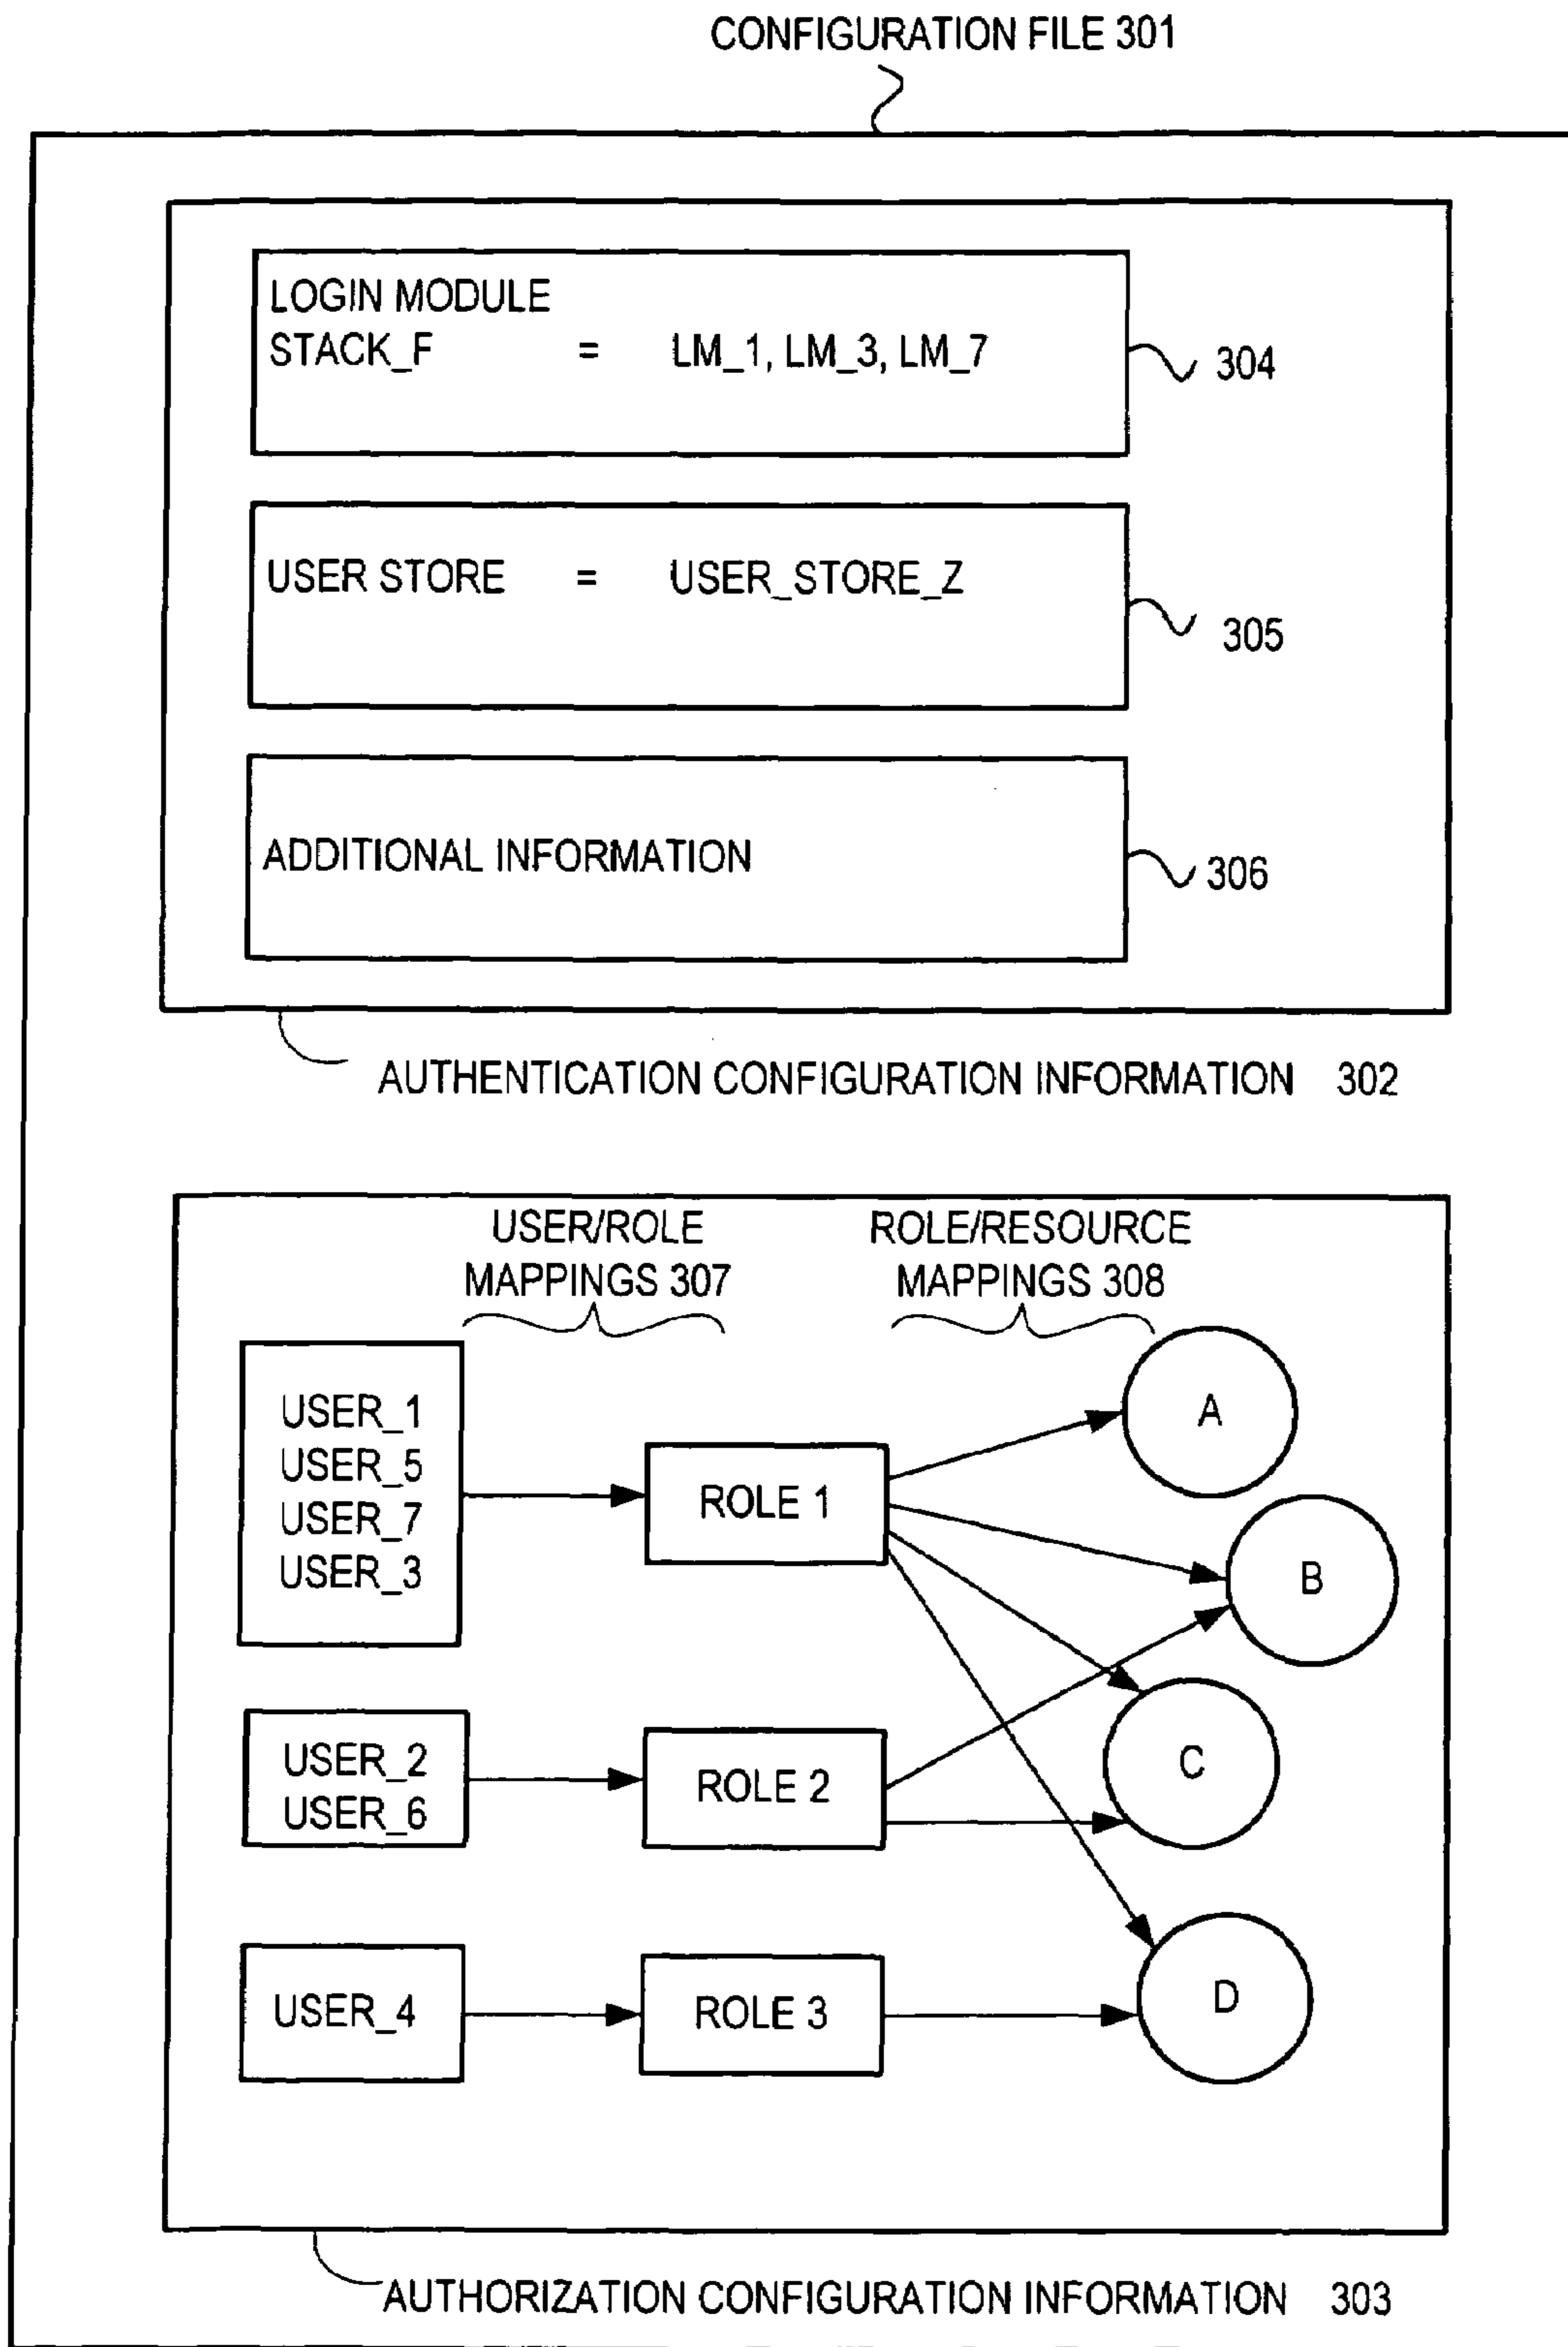 CONFIGURATION FILE 301
LOGIN MODULE
STACK_F = LM_1, LM_3, LM_7
304
USER STORE = USER_STORE_Z
305
ADDITIONAL INFORMATION
306
AUTHENTICATION CONFIGURATION INFORMATION 302
USER/ROLE
MAPPINGS 307
ROLE/RESOURCE
MAPPINGS 308
USER_1
USER_5
USER_7
USER_3
ROLE 1
A
B
USER_2
USER_6
ROLE 2
C
USER_4
ROLE 3
D
AUTHORIZATION CONFIGURATION INFORMATION 303